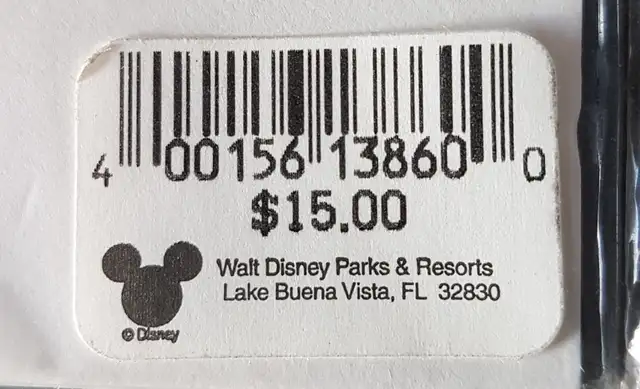 4 00156 13860 0
$15.00
Walt Disney Parks & Resorts
Lake Buena Vista, FL 32830
© Disney